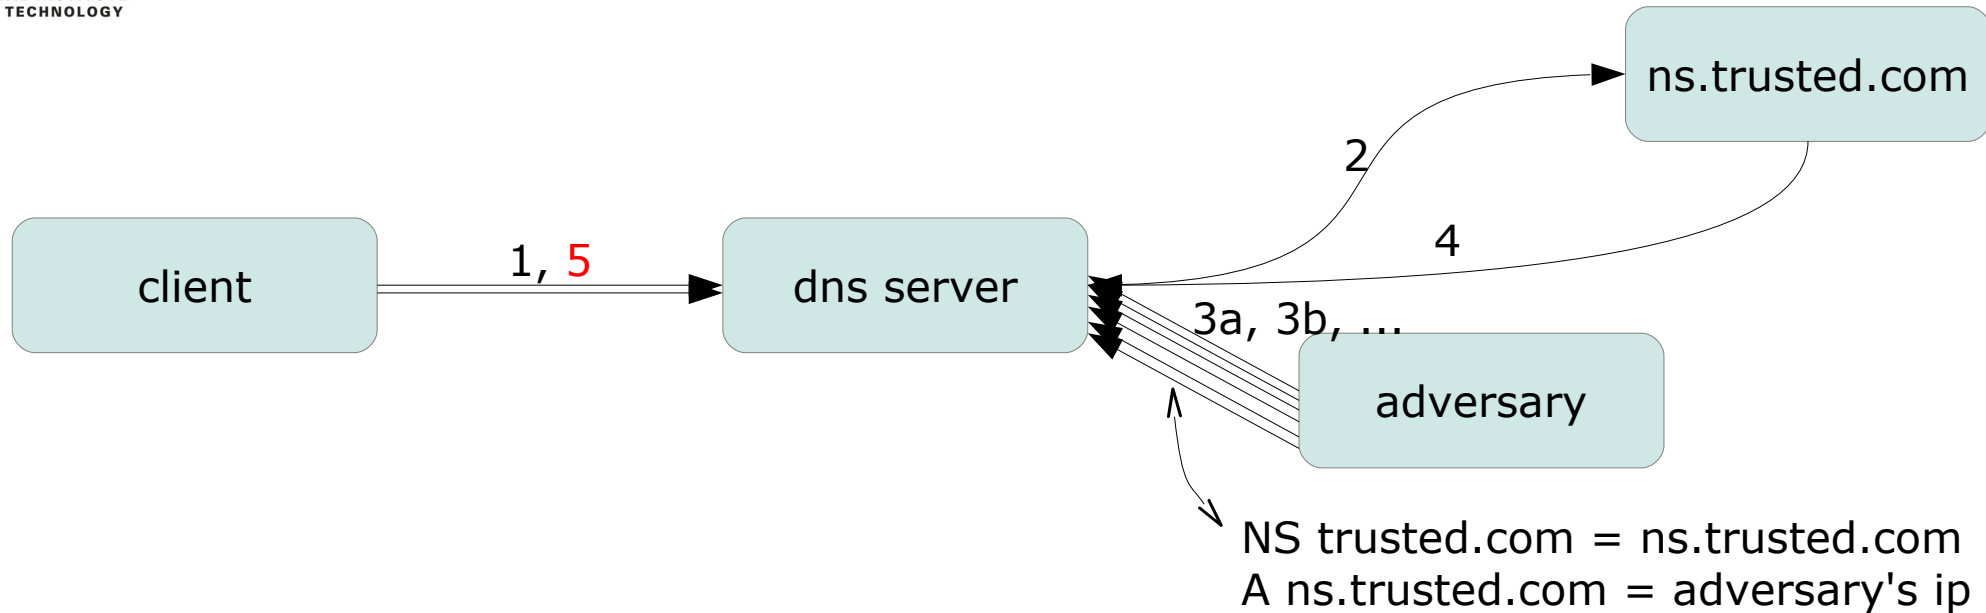 TECHNOLOGY
ns.trusted.com
2
4
client
1, 5
dns server
3a, 3b, ...
adversary
NS trusted.com = ns.trusted.com
A ns.trusted.com = adversary's ip